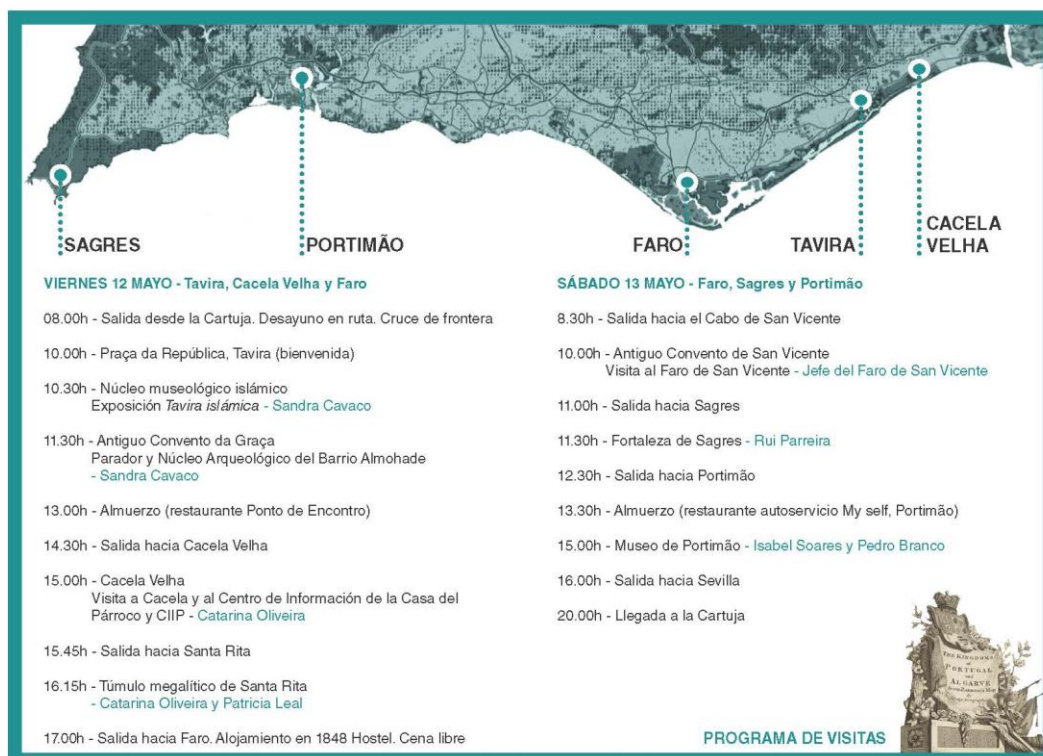 SAGRES
PORTIMÃO
FARO
TAVIRA
CACELA
VELHA
VIERNES 12 MAYO - Tavira, Cacela Velha y Faro
08.00h - Salida desde la Cartuja. Desayuno en ruta. Cruce de frontera
10.00h - Praça da República, Tavira (bienvenida)
10.30h - Núcleo museológico islámico
Exposición Tavira islámica - Sandra Cavaco
11.30h - Antiguo Convento da Graça
Parador y Núcleo Arqueológico del Barrio Almohade
- Sandra Cavaco
13.00h - Almuerzo (restaurante Ponto de Encontro)
14.30h - Salida hacia Cacela Velha
15.00h - Cacela Velha
Visita a Cacela y al Centro de Información de la Casa del
Párroco y CIIP - Catarina Oliveira
15.45h - Salida hacia Santa Rita
16.15h - Túmulo megalítico de Santa Rita
- Catarina Oliveira y Patricia Leal
17.00h - Salida hacia Faro. Alojamiento en 1848 Hostel. Cena libre
SÁBADO 13 MAYO - Faro, Sagres y Portimão
8.30h - Salida hacia el Cabo de San Vicente
10.00h - Antiguo Convento de San Vicente
Visita al Faro de San Vicente - Jefe del Faro de San Vicente
11.00h - Salida hacia Sagres
11.30h - Fortaleza de Sagres - Rui Parreira
12.30h - Salida hacia Portimão
13.30h - Almuerzo (restaurante autoservicio My self, Portimão)
15.00h - Museo de Portimão - Isabel Soares y Pedro Branco
16.00h - Salida hacia Sevilla
20.00h - Llegada a la Cartuja
THE KINGDOMS
of
PORTUGAL
and
ALGARVE
PROGRAMA DE VISITAS